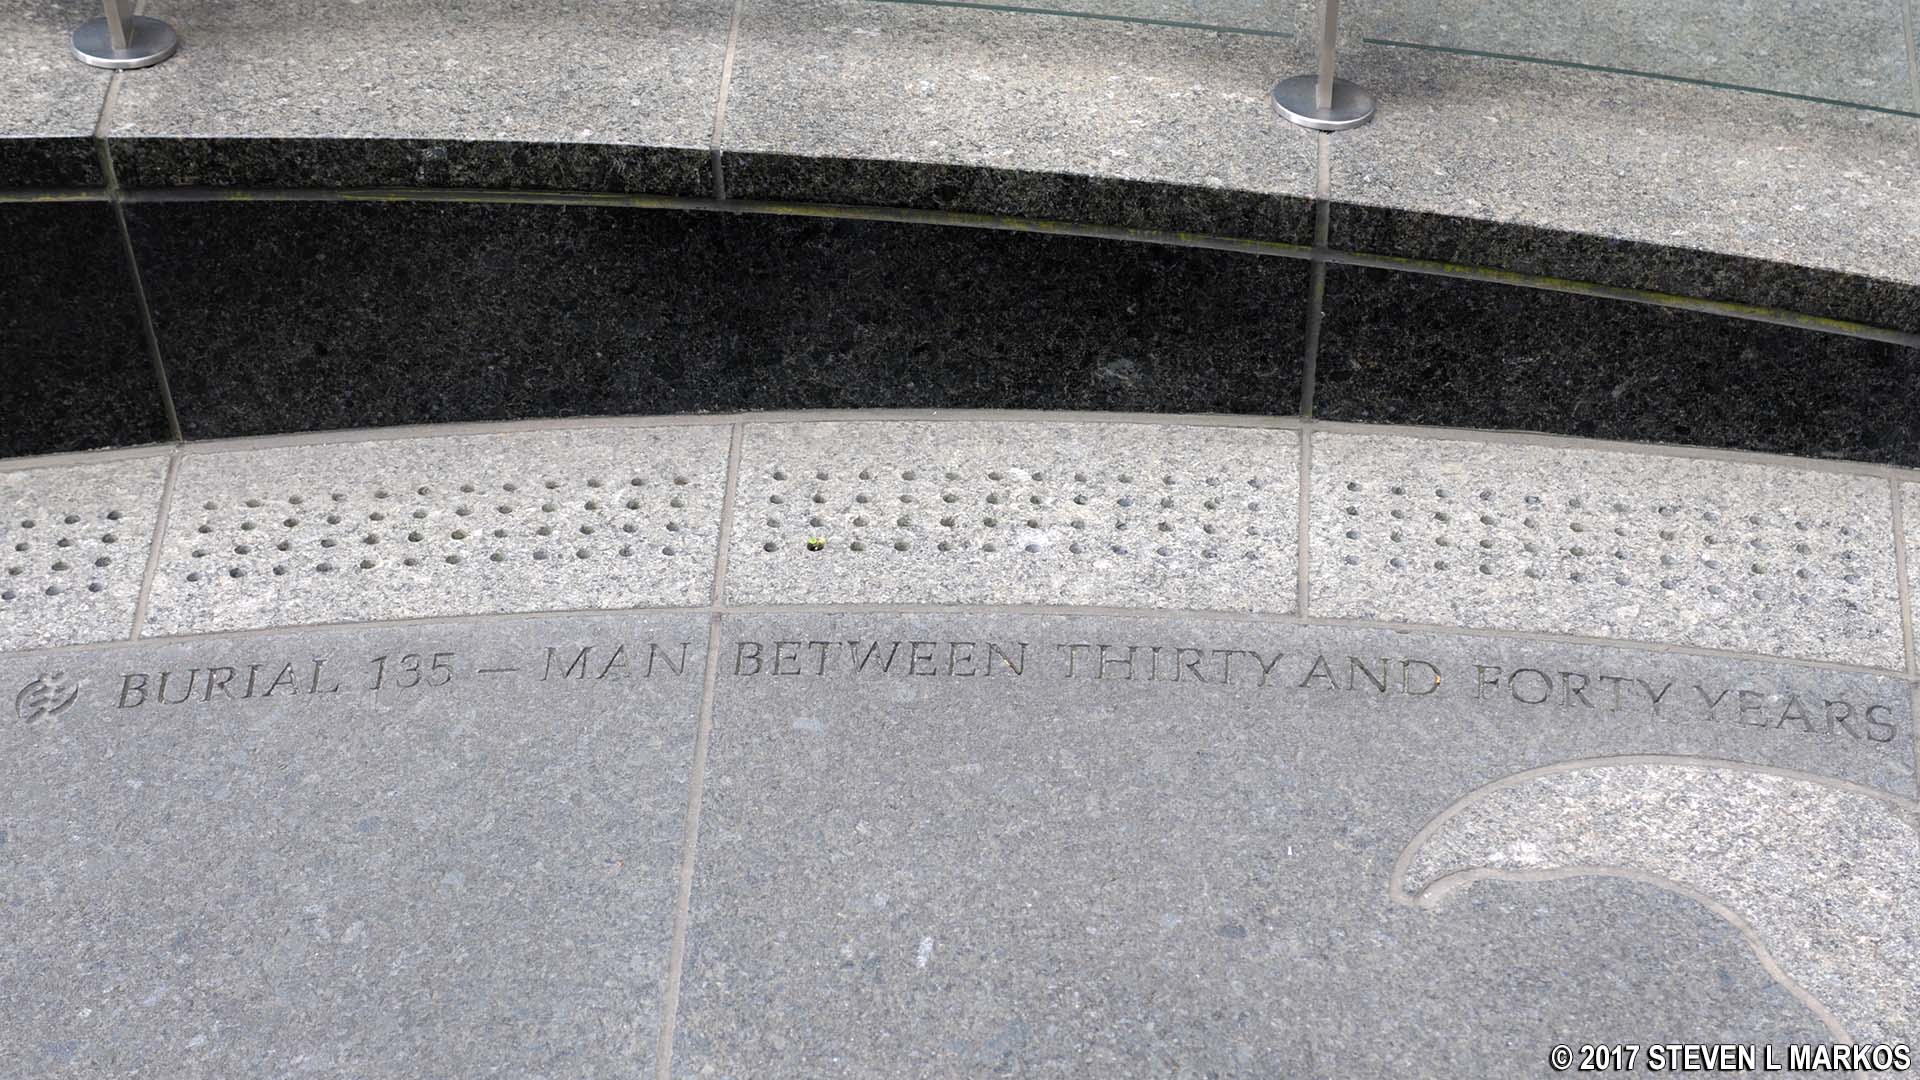 BURIAL 135 – MAN BETWEEN THIRTY AND FORTY YEARS
© 2017 STEVEN L MARKOS